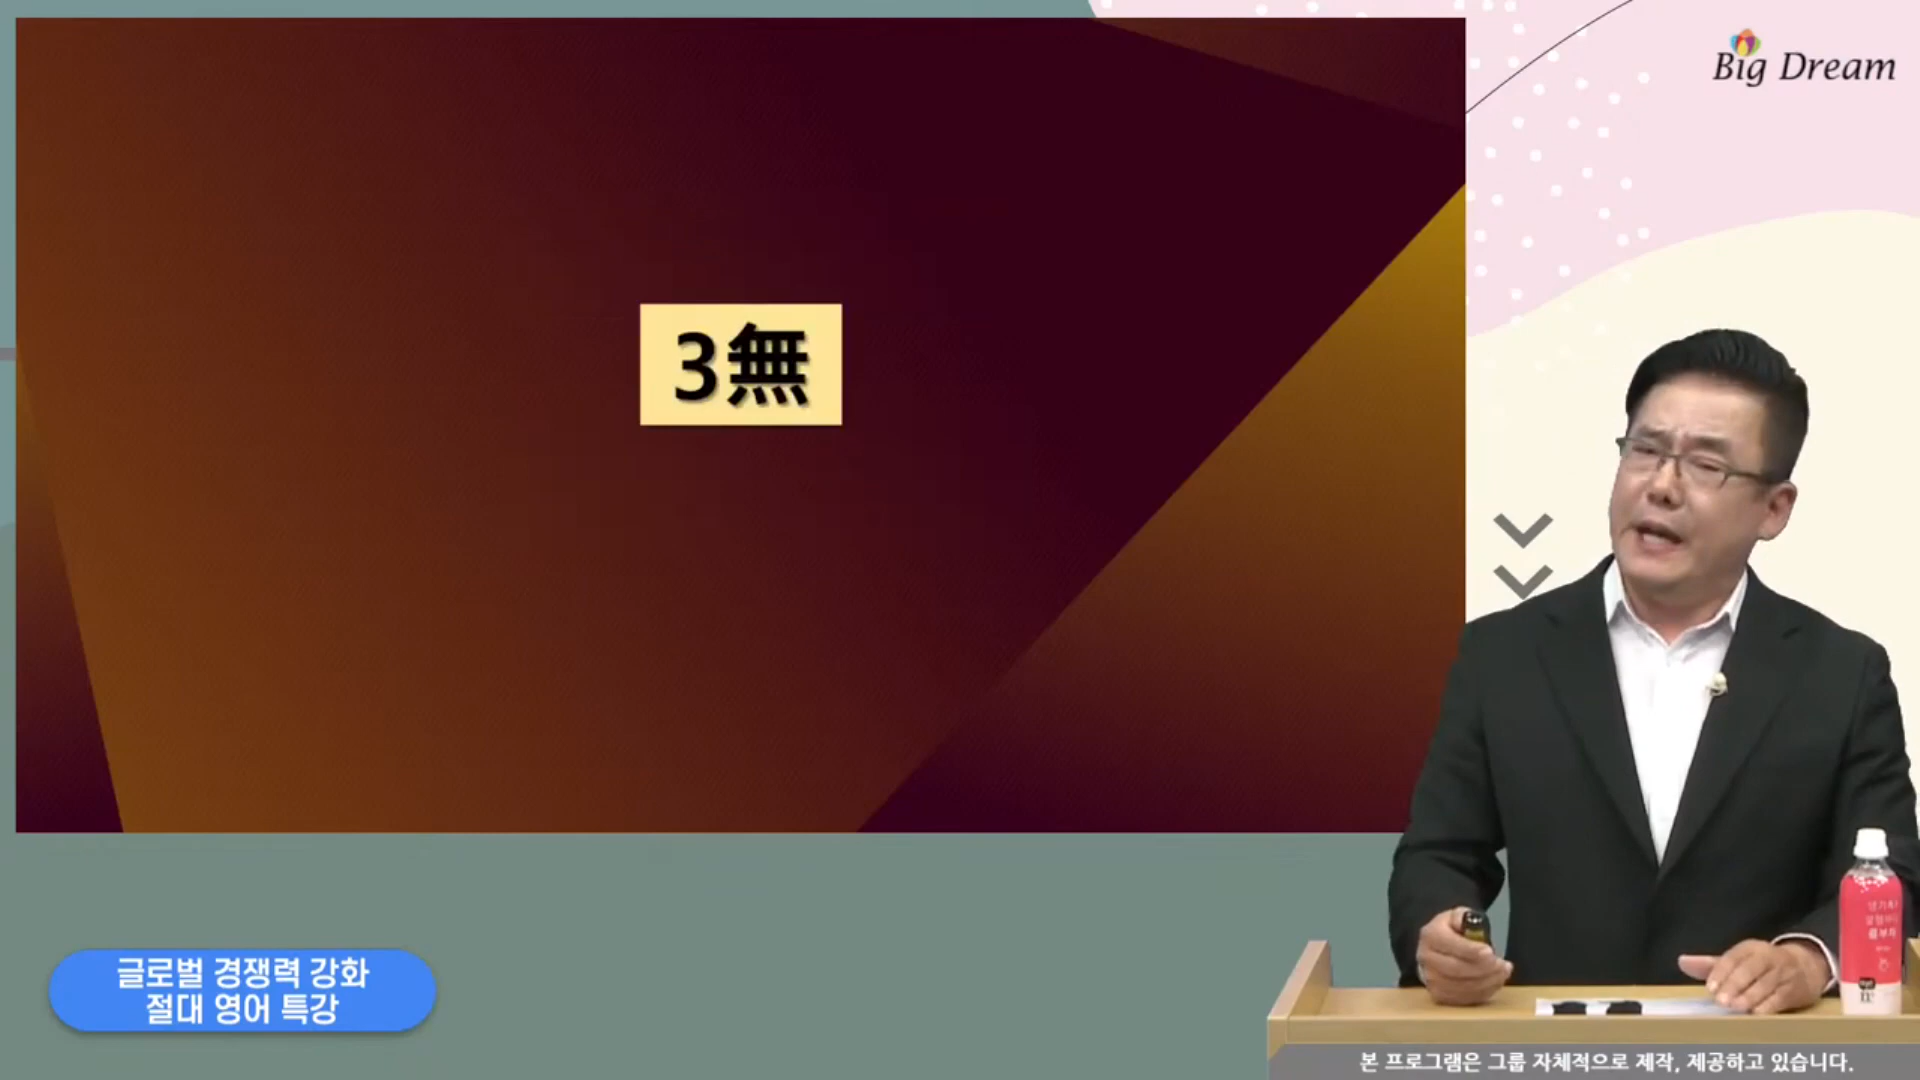 Big Dream
3無
글로벌 경쟁력 강화
절대 영어 특강
본 프로그램은 그룹 자체적으로 제작, 제공하고 있습니다.